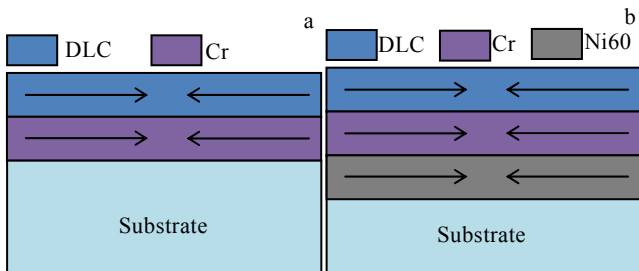 a
DLC Cr
Substrate
b
DLC Cr Ni60
Substrate